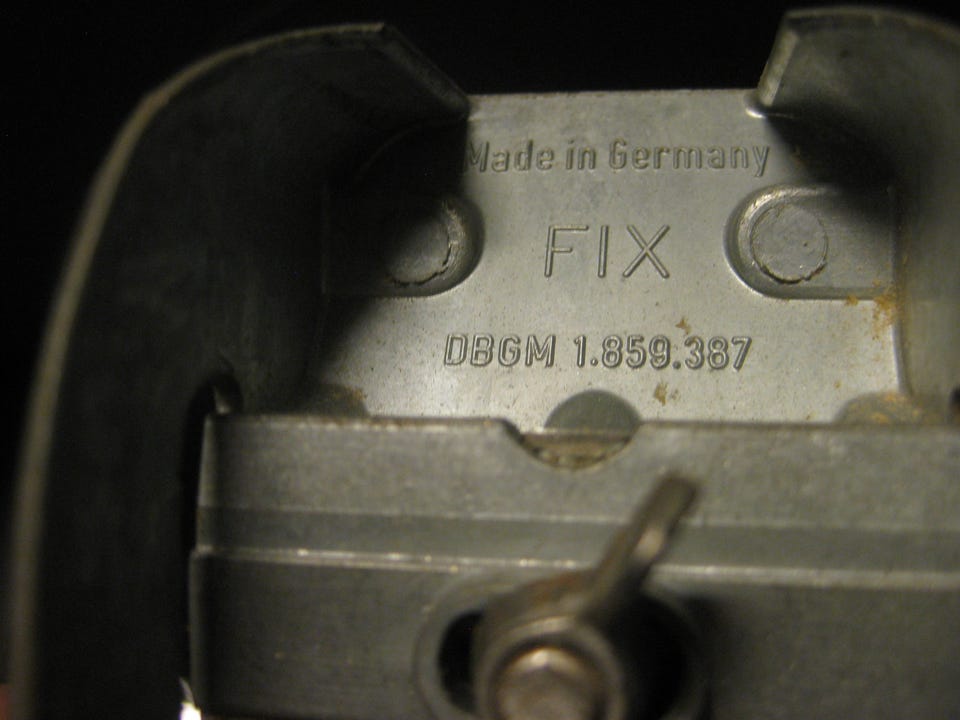 Made in Germany
FIX
DBGM 1.859.387